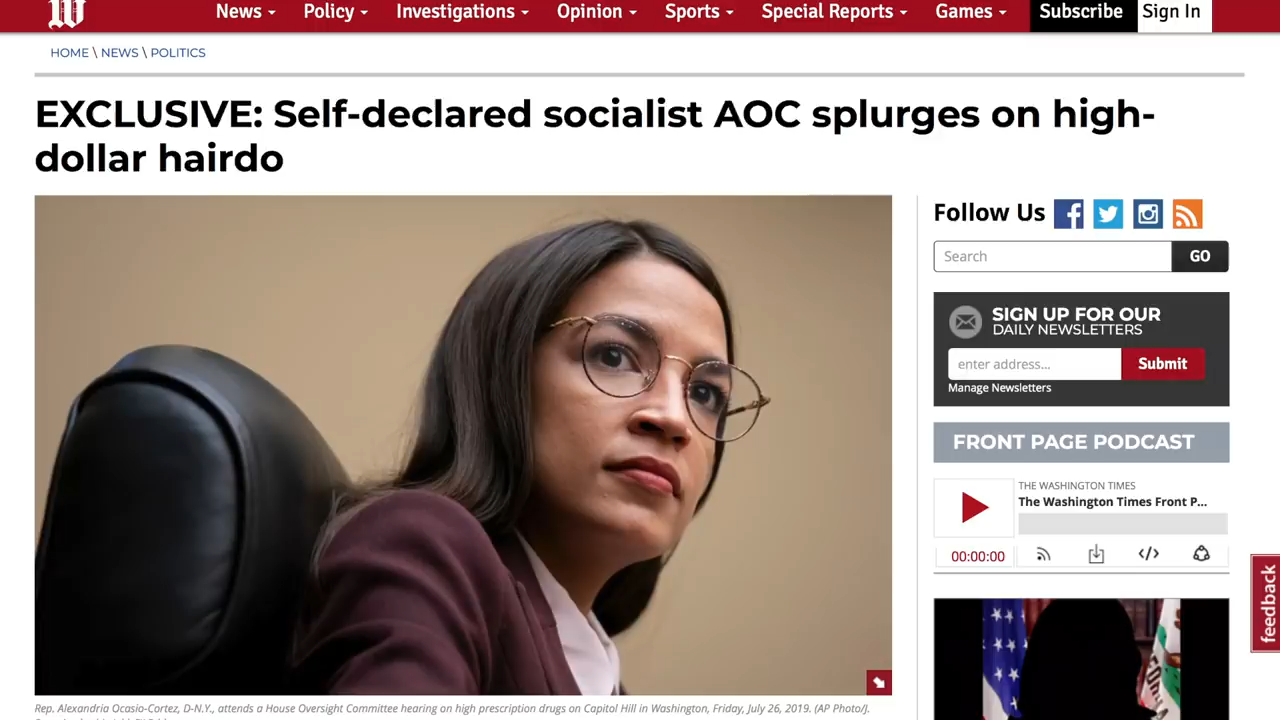 W
News Policy Investigations Opinion Sports Special Reports Games Subscribe Sign In
HOME \ NEWS \ POLITICS
EXCLUSIVE: Self-declared socialist AOC splurges on high-
dollar hairdo
Follow Us
Search GO
SIGN UP FOR OUR
DAILY NEWSLETTERS
enter address... Submit
Manage Newsletters
FRONT PAGE PODCAST
THE WASHINGTON TIMES
The Washington Times Front P...
00:00:00
feedback
Rep. Alexandria Ocasio-Cortez, D-N.Y., attends a House Oversight Committee hearing on high prescription drugs on Capitol Hill in Washington, Friday, July 26, 2019. (AP Photo/J.